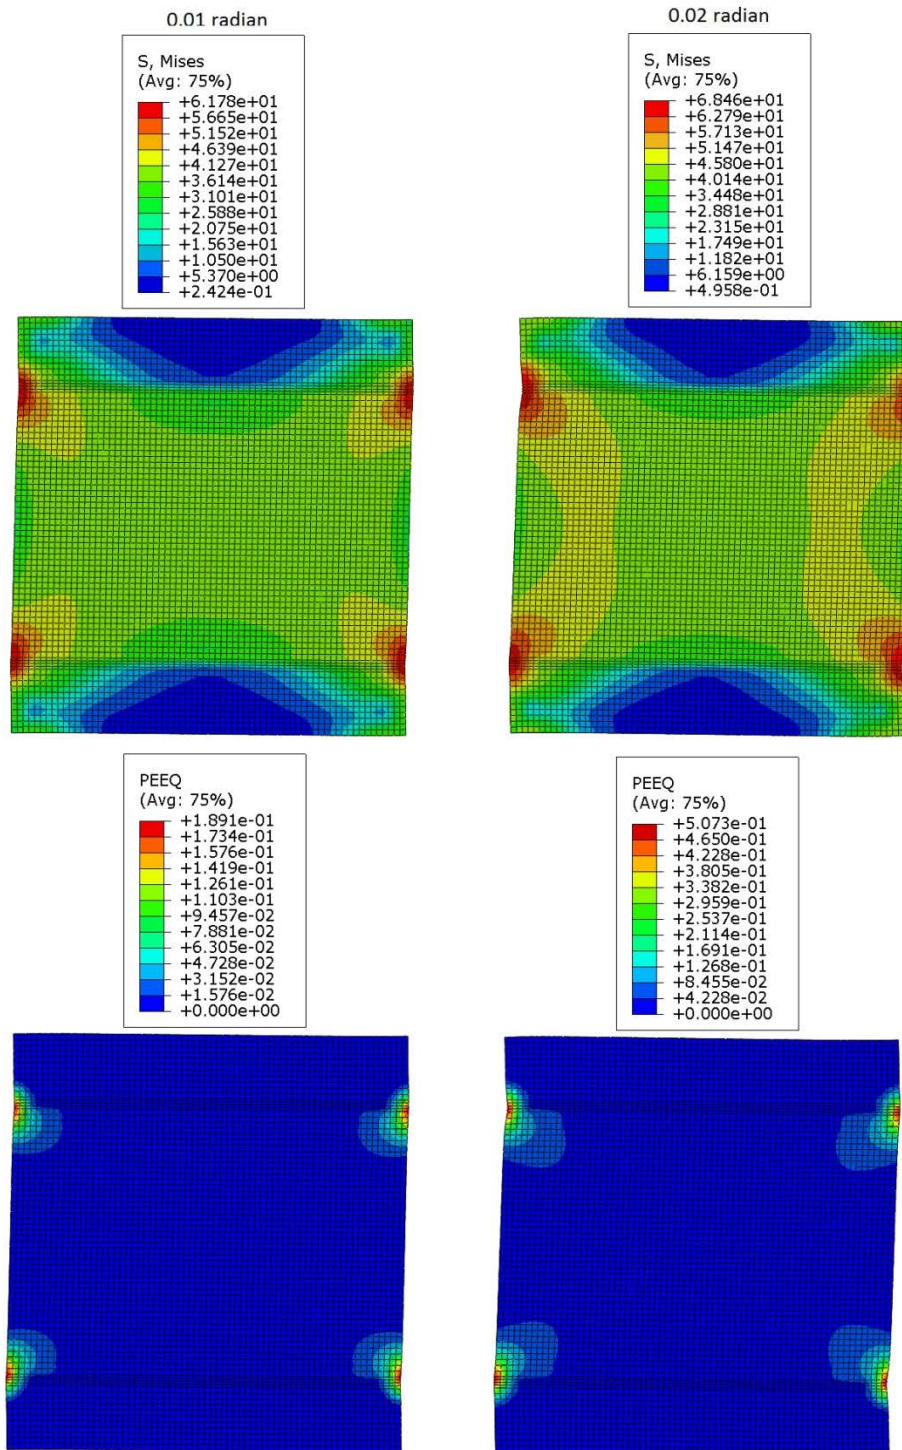 0.01 radian
0.02 radian
S, Mises
(Avg: 75%)
+6.178e+01
+5.665e+01
+5.152e+01
+4.639e+01
+4.127e+01
+3.614e+01
+3.101e+01
+2.588e+01
+2.075e+01
+1.563e+01
+1.050e+01
+5.370e+00
+2.424e-01
S, Mises
(Avg: 75%)
+6.846e+01
+6.279e+01
+5.713e+01
+5.147e+01
+4.580e+01
+4.014e+01
+3.448e+01
+2.881e+01
+2.315e+01
+1.749e+01
+1.182e+01
+6.159e+00
+4.958e-01
PEEQ
(Avg: 75%)
+1.891e-01
+1.734e-01
+1.576e-01
+1.419e-01
+1.261e-01
+1.103e-01
+9.457e-02
+7.881e-02
+6.305e-02
+4.728e-02
+3.152e-02
+1.576e-02
+0.000e+00
PEEQ
(Avg: 75%)
+5.073e-01
+4.650e-01
+4.228e-01
+3.805e-01
+3.382e-01
+2.959e-01
+2.537e-01
+2.114e-01
+1.691e-01
+1.268e-01
+8.455e-02
+4.228e-02
+0.000e+00